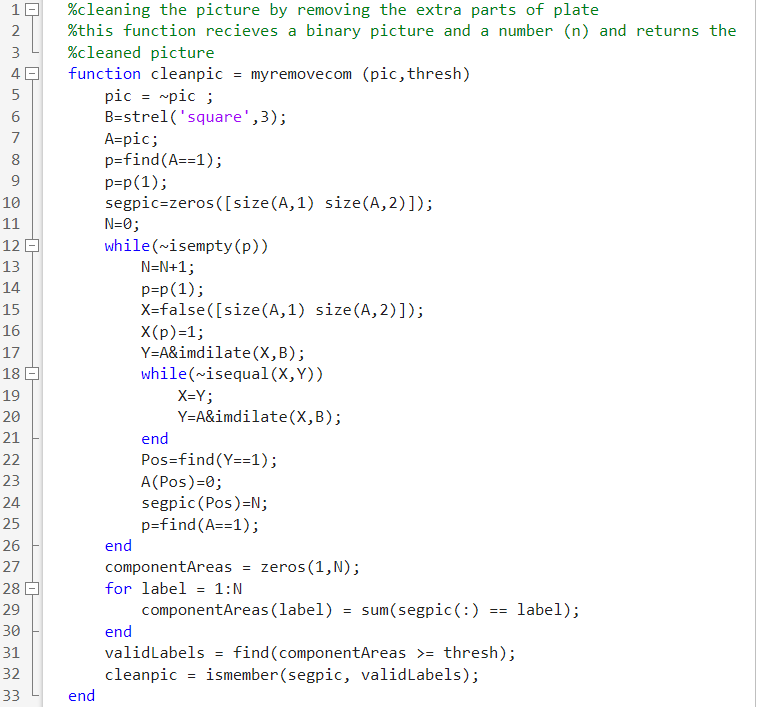 1 %cleaning the picture by removing the extra parts of plate
2 %this function recieves a binary picture and a number (n) and returns the
3 %cleaned picture
4 function cleanpic = myremovecom (pic,thresh)
5     pic = ~pic ;
6     B=strel('square',3);
7     A=pic;
8     p=find(A==1);
9     p=p(1);
10     segpic=zeros([size(A,1) size(A,2)]);
11     N=0;
12     while(~isempty(p))
13         N=N+1;
14         p=p(1);
15         X=false([size(A,1) size(A,2)]);
16         X(p)=1;
17         Y=A&imdilate(X,B);
18         while(~isequal(X,Y))
19             X=Y;
20             Y=A&imdilate(X,B);
21         end
22         Pos=find(Y==1);
23         A(Pos)=0;
24         segpic(Pos)=N;
25         p=find(A==1);
26     end
27     componentAreas = zeros(1,N);
28     for label = 1:N
29         componentAreas(label) = sum(segpic(:) == label);
30     end
31     validLabels = find(componentAreas >= thresh);
32     cleanpic = ismember(segpic, validLabels);
33 end